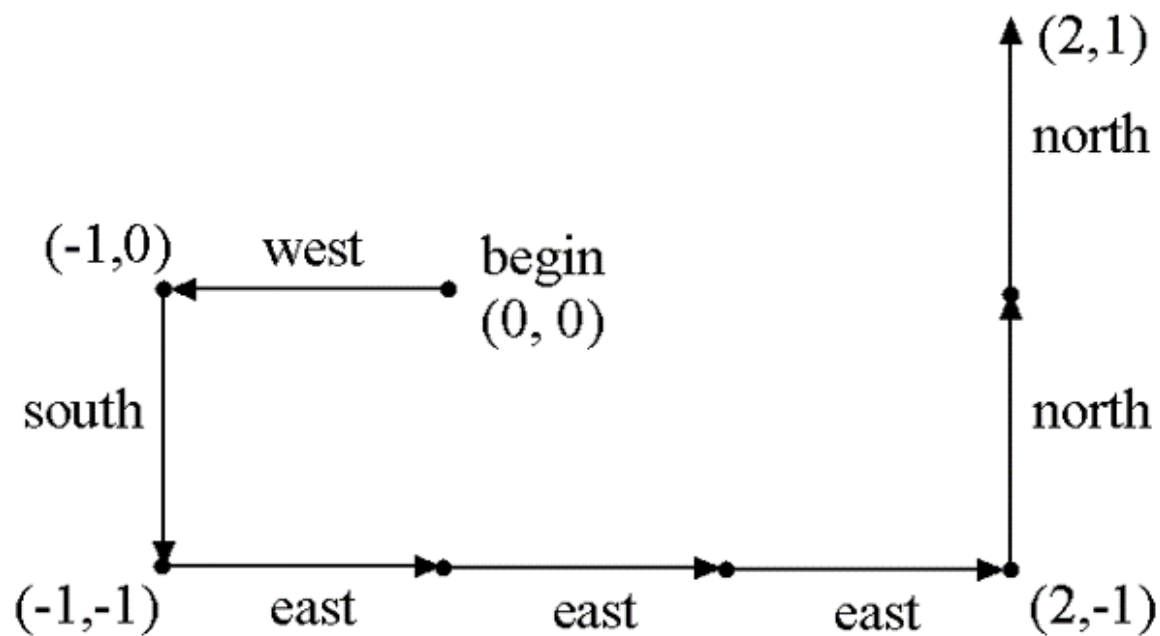 (2,1)
north
(-1,0)
west
begin
(0, 0)
south
north
(-1,-1)
east
east
east
(2,-1)